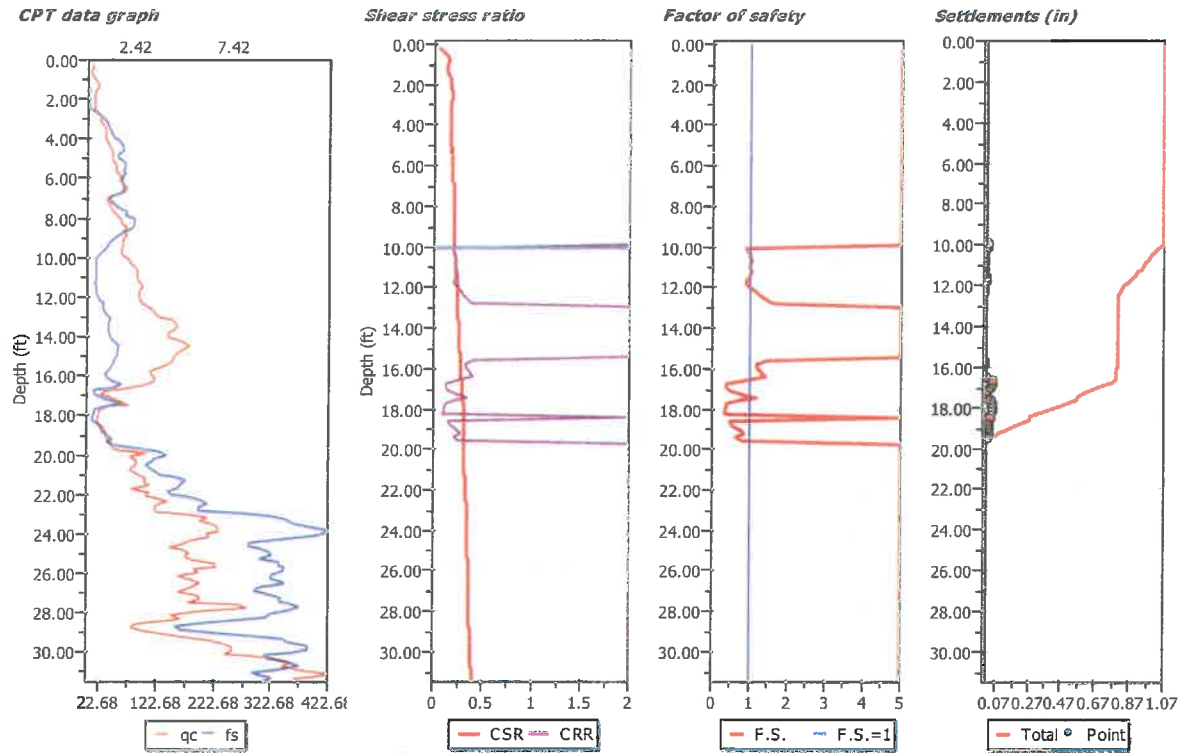 CPT data graph Shear stress ratio Factor of safety Settlements (in)
2.42 7.42
0.00 0.00 0.00 0.00
2.00 2.00 2.00 2.00
4.00 4.00 4.00 4.00
6.00 6.00 6.00 6.00
8.00 8.00 8.00 8.00
10.00 10.00 10.00 10.00
12.00 12.00 12.00 12.00
14.00 14.00 14.00 14.00
Depth (ft) Depth (ft)
16.00 16.00 16.00 16.00
18.00 18.00 18.00 18.00
20.00 20.00 20.00 20.00
22.00 22.00 22.00 22.00
24.00 24.00 24.00 24.00
26.00 26.00 26.00 26.00
28.00 28.00 28.00 28.00
30.00 30.00 30.00 30.00
22.68 122.68 222.68 322.68 422.68 0 0.5 1 1.5 2 0 1 2 3 4 5 0.07 0.27 0.47 0.67 0.87 1.07
qc fs CSR CRR F.S. F.S.=1 Total Point